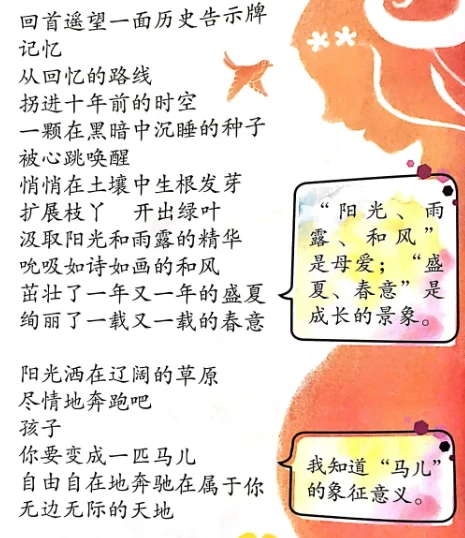 回首遥望一面历史告示牌
记忆
从回忆的路线
拐进十年前的时空
一颗在黑暗中沉睡的种子
被心跳唤醒
悄悄在土壤中生根发芽
扩展枝丫　开出绿叶
汲取阳光和雨露的精华
吮吸如诗如画的和风
茁壮了一年又一年的盛夏
绚丽了一载又一载的春意
“阳光、雨
露、和风”
是母爱；“盛
夏、春意”是
成长的景象。
阳光洒在辽阔的草原
尽情地奔跑吧
孩子
你要变成一匹马儿
自由自在地奔驰在属于你
无边无际的天地
我知道“马儿”
的象征意义。